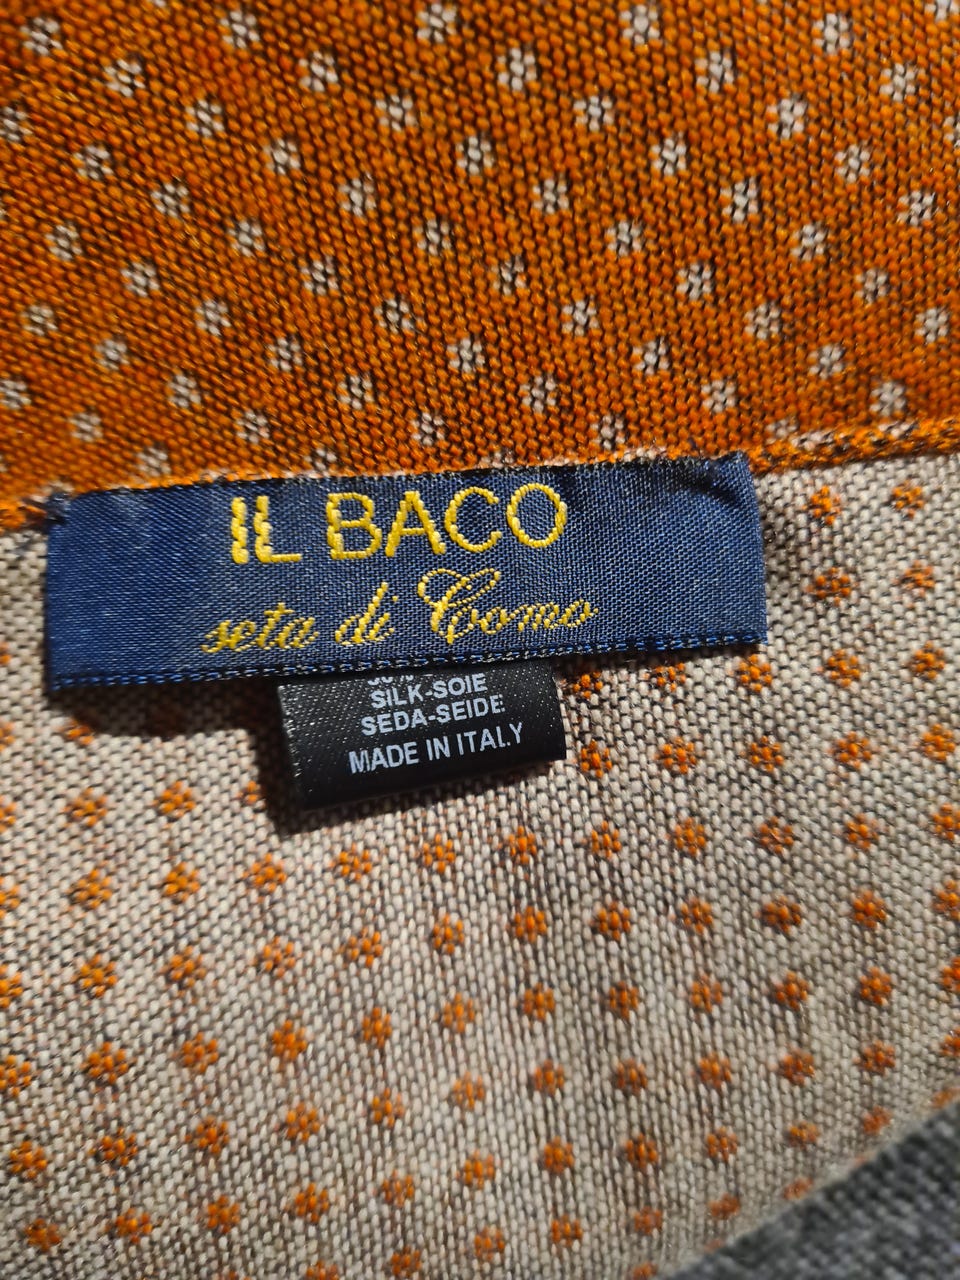 IL BACO
seta di Como
SILK-SOIE
SEDA-SEIDE
MADE IN ITALY